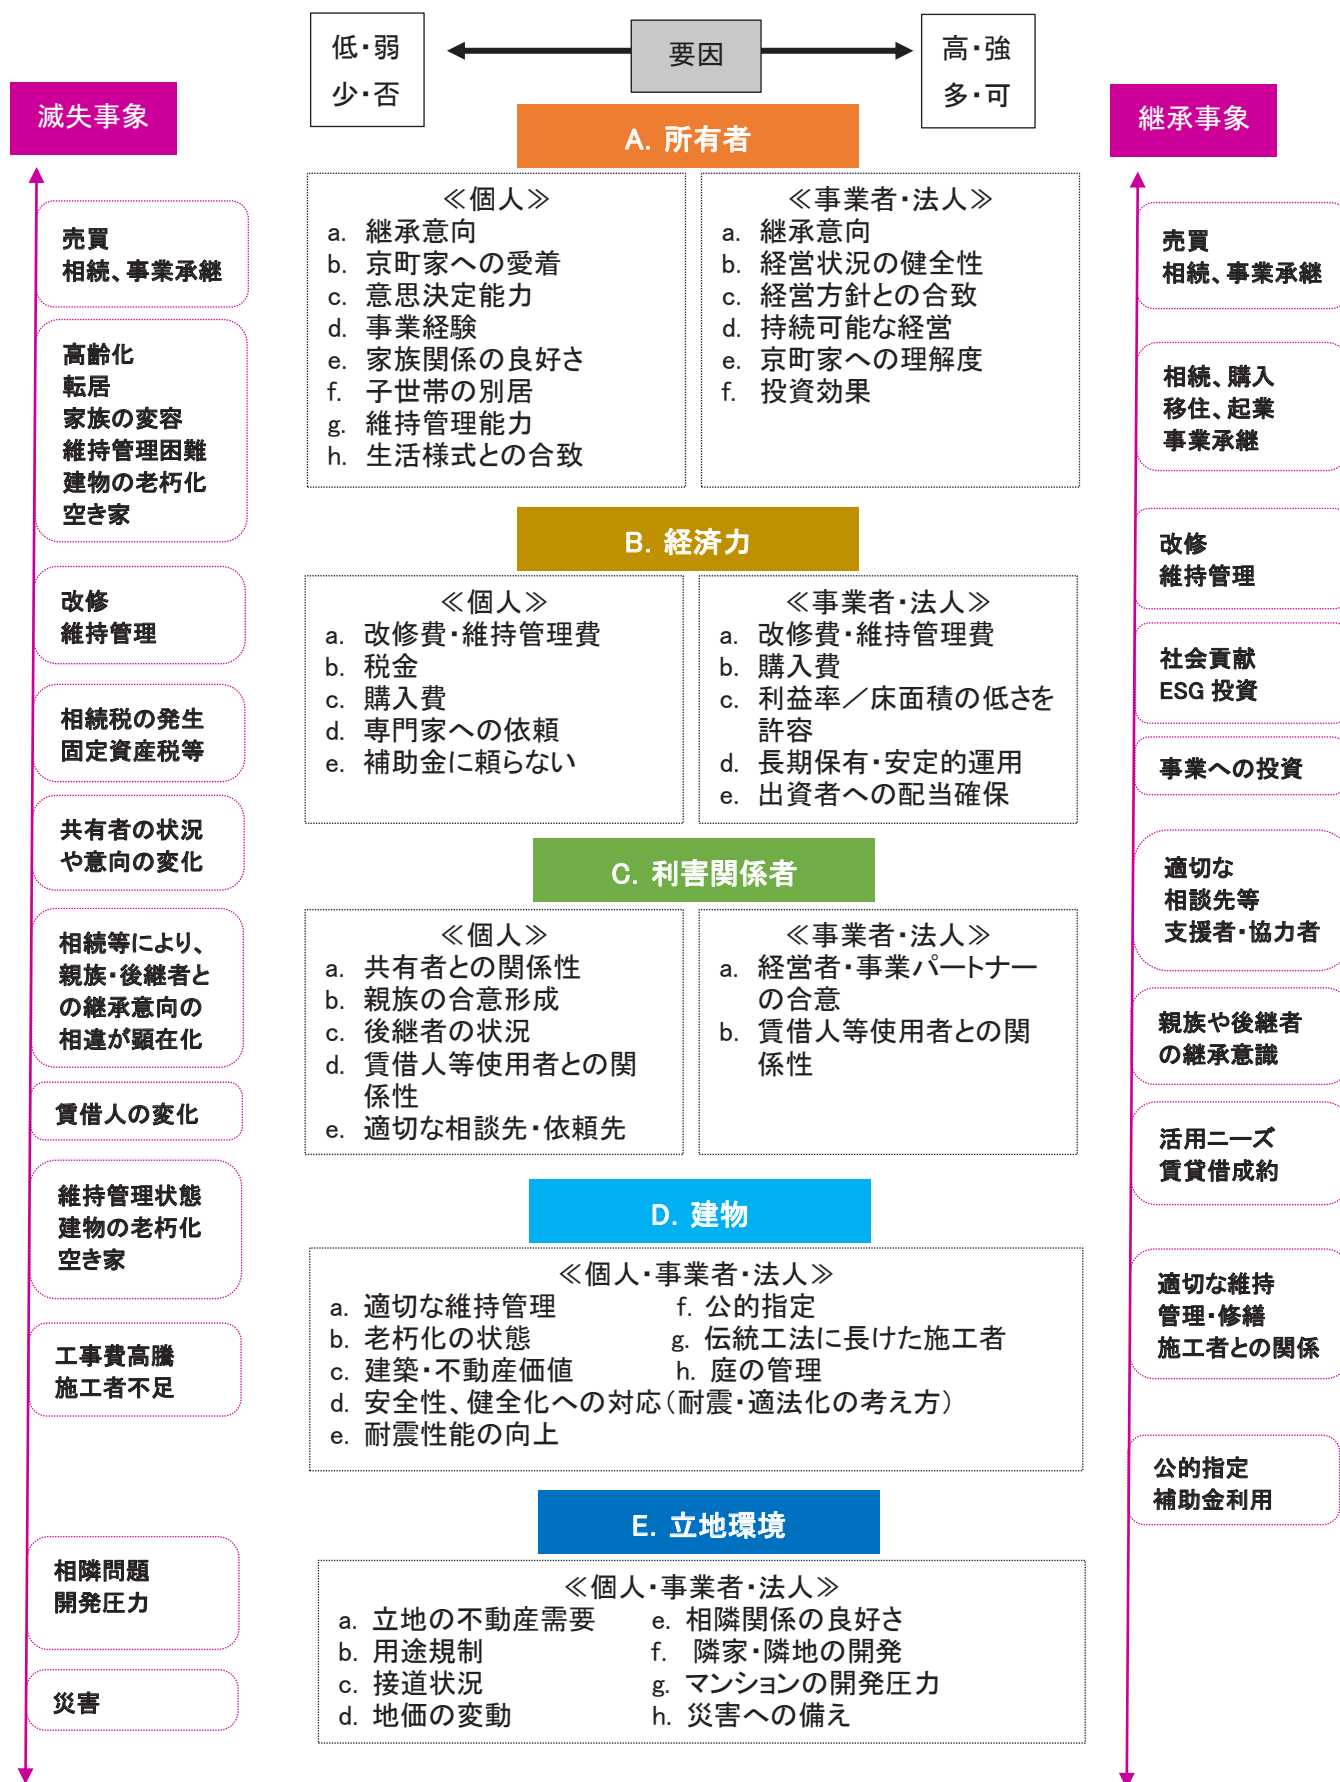 低・弱
少・否
要因
高・強
多・可
滅失事象
売買
相続、事業承継
高齢化
転居
家族の変容
維持管理困難
建物の老朽化
空き家
改修
維持管理
相続税の発生
固定資産税等
共有者の状況
や意向の変化
相続等により、
親族・後継者と
の継承意向の
相違が顕在化
賃借人の変化
維持管理状態
建物の老朽化
空き家
工事費高騰
施工者不足
相隣問題
開発圧力
災害
A. 所有者
≪個人≫
a. 継承意向
b. 京町家への愛着
c. 意思決定能力
d. 事業経験
e. 家族関係の良好さ
f. 子世帯の別居
g. 維持管理能力
h. 生活様式との合致
≪事業者・法人≫
a. 継承意向
b. 経営状況の健全性
c. 経営方針との合致
d. 持続可能な経営
e. 京町家への理解度
f. 投資効果
B. 経済力
≪個人≫
a. 改修費・維持管理費
b. 税金
c. 購入費
d. 専門家への依頼
e. 補助金に頼らない
≪事業者・法人≫
a. 改修費・維持管理費
b. 購入費
c. 利益率／床面積の低さを
許容
d. 長期保有・安定的運用
e. 出資者への配当確保
C. 利害関係者
≪個人≫
a. 共有者との関係性
b. 親族の合意形成
c. 後継者の状況
d. 賃借人等使用者との関
係性
e. 適切な相談先・依頼先
≪事業者・法人≫
a. 経営者・事業パートナー
の合意
b. 賃借人等使用者との関
係性
D. 建物
≪個人・事業者・法人≫
a. 適切な維持管理
b. 老朽化の状態
c. 建築・不動産価値
d. 安全性、健全化への対応（耐震・適法化の考え方）
e. 耐震性能の向上
f. 公的指定
g. 伝統工法に長けた施工者
h. 庭の管理
E. 立地環境
≪個人・事業者・法人≫
a. 立地の不動産需要
b. 用途規制
c. 接道状況
d. 地価の変動
e. 相隣関係の良好さ
f. 隣家・隣地の開発
g. マンションの開発圧力
h. 災害への備え
継承事象
売買
相続、事業承継
相続、購入
移住、起業
事業承継
改修
維持管理
社会貢献
ESG 投資
事業への投資
適切な
相談先等
支援者・協力者
親族や後継者
の継承意識
活用ニーズ
賃貸借成約
適切な維持
管理・修繕
施工者との関係
公的指定
補助金利用